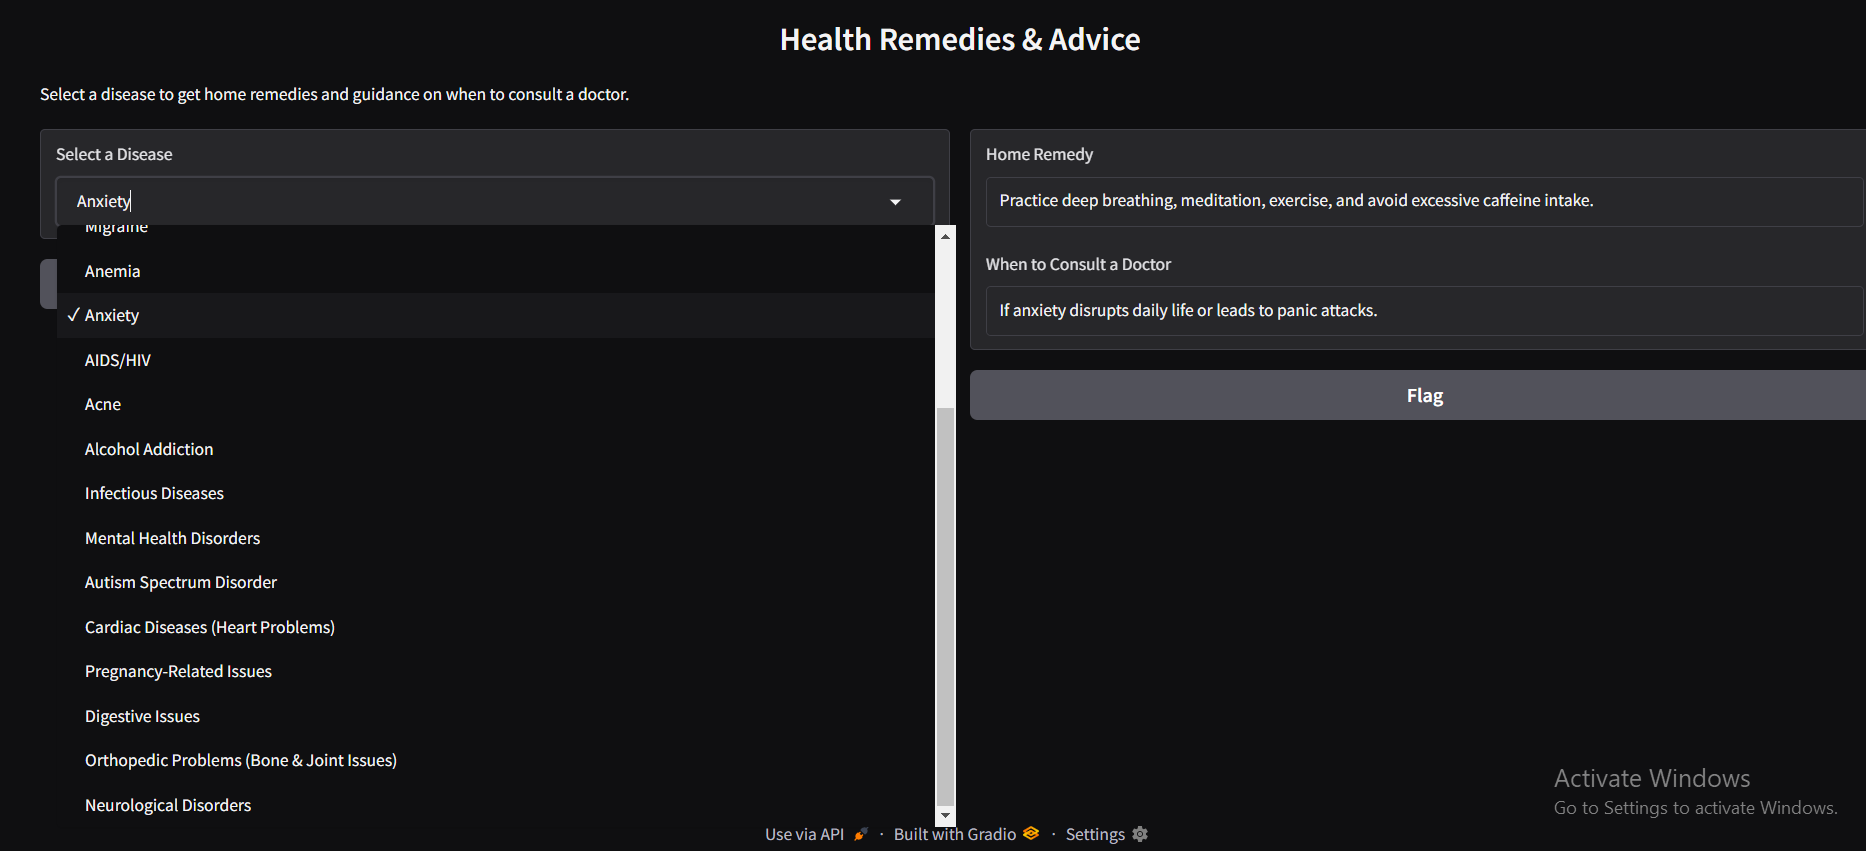 Health Remedies & Advice
Select a disease to get home remedies and guidance on when to consult a doctor.
Select a Disease
Anxiety
Migraine
Anemia
✓ Anxiety
AIDS/HIV
Acne
Alcohol Addiction
Infectious Diseases
Mental Health Disorders
Autism Spectrum Disorder
Cardiac Diseases (Heart Problems)
Pregnancy-Related Issues
Digestive Issues
Orthopedic Problems (Bone & Joint Issues)
Neurological Disorders
Home Remedy
Practice deep breathing, meditation, exercise, and avoid excessive caffeine intake.
When to Consult a Doctor
If anxiety disrupts daily life or leads to panic attacks.
Flag
Activate Windows
Go to Settings to activate Windows.
Use via API · Built with Gradio · Settings